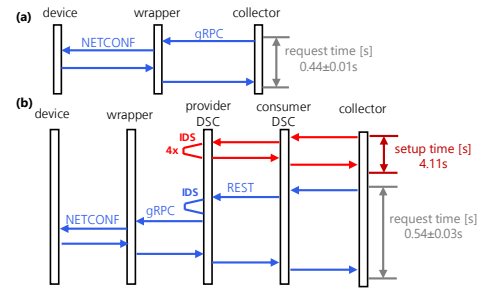 device wrapper collector
(a)
gRPC
NETCONF
request time [s]
0.44±0.01s
(b)
device wrapper provider DSC consumer DSC collector
IDS
4x
setup time [s]
4.11s
IDS
REST
gRPC
NETCONF
request time [s]
0.54±0.03s